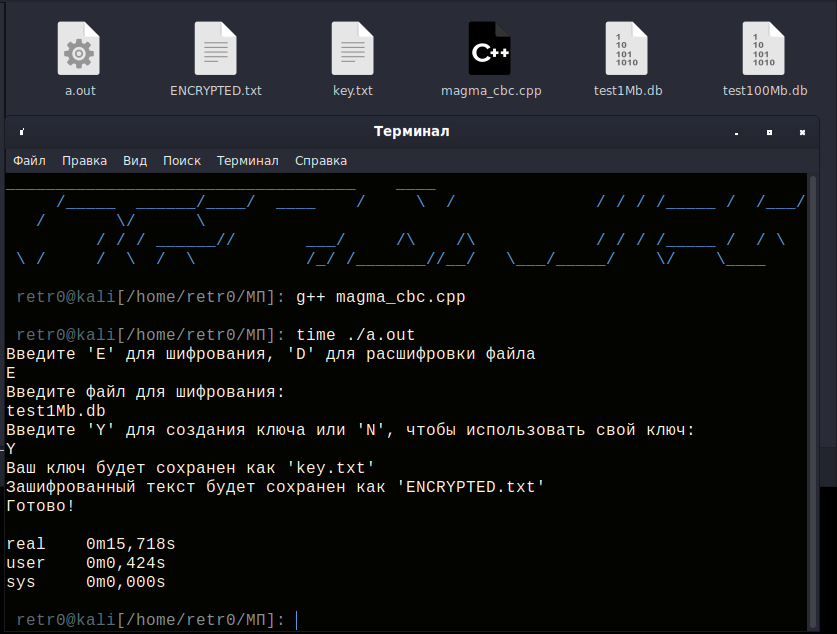 a.out ENCRYPTED.txt key.txt magma_cbc.cpp test1Mb.db test100Mb.db
C++
1
10
101
1010
1
10
101
1010
Терминал
Файл Правка Вид Поиск Терминал Справка
retr0@kali[/home/retr0/МП]: g++ magma_cbc.cpp
retr0@kali[/home/retr0/МП]: time ./a.out
Введите 'E' для шифрования, 'D' для расшифровки файла
E
Введите файл для шифрования:
test1Mb.db
Введите 'Y' для создания ключа или 'N', чтобы использовать свой ключ:
Y
Ваш ключ будет сохранен как 'key.txt'
Зашифрованный текст будет сохранен как 'ENCRYPTED.txt'
Готово!
real 0m15,718s
user 0m0,424s
sys 0m0,000s
retr0@kali[/home/retr0/МП]: